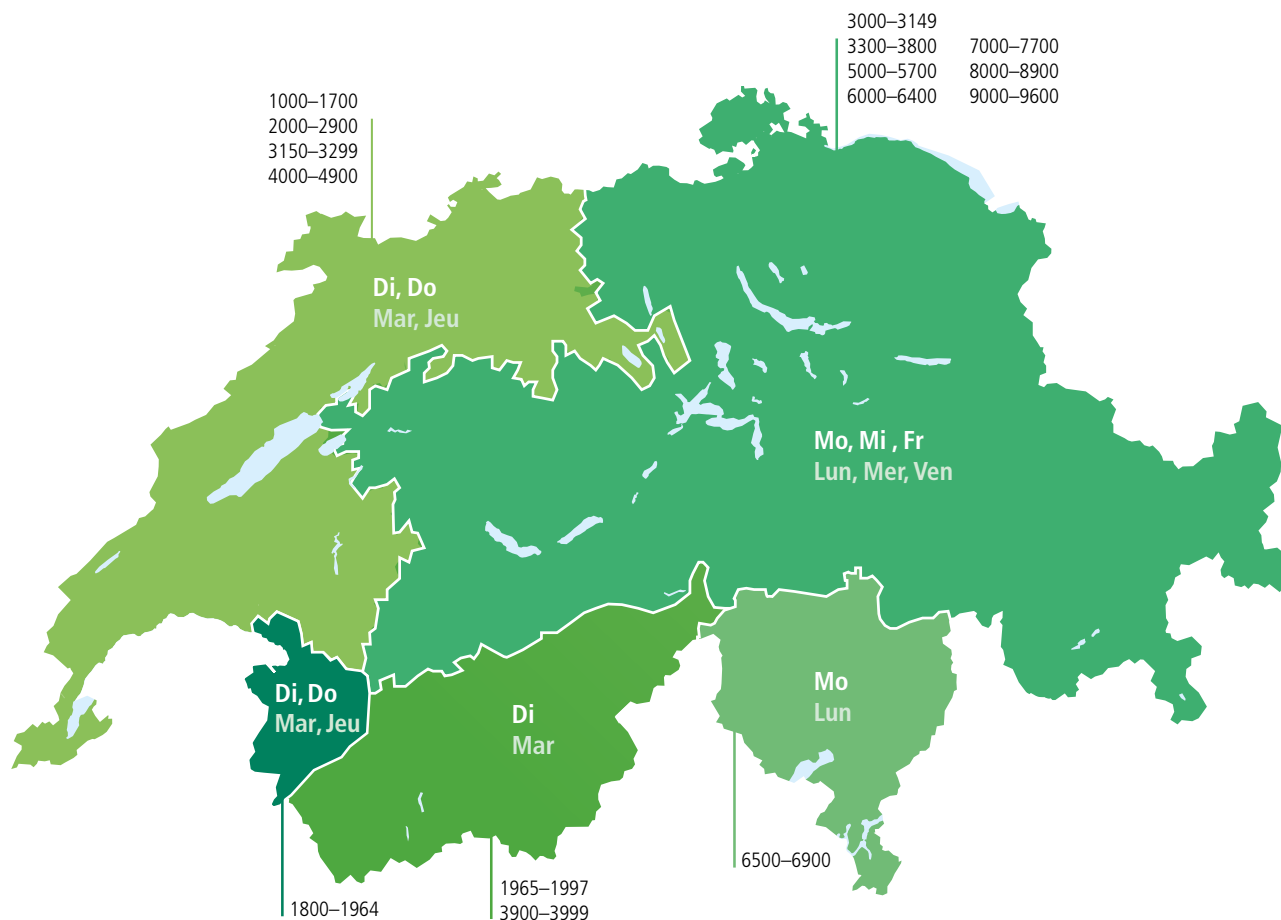 3000–3149
3300–3800 7000–7700
5000–5700 8000–8900
6000–6400 9000–9600
1000–1700
2000–2900
3150–3299
4000–4900
Di, Do
Mar, Jeu
Mo, Mi , Fr
Lun, Mer, Ven
Di, Do
Mar, Jeu
Di
Mar
Mo
Lun
6500–6900
1800–1964
1965–1997
3900–3999